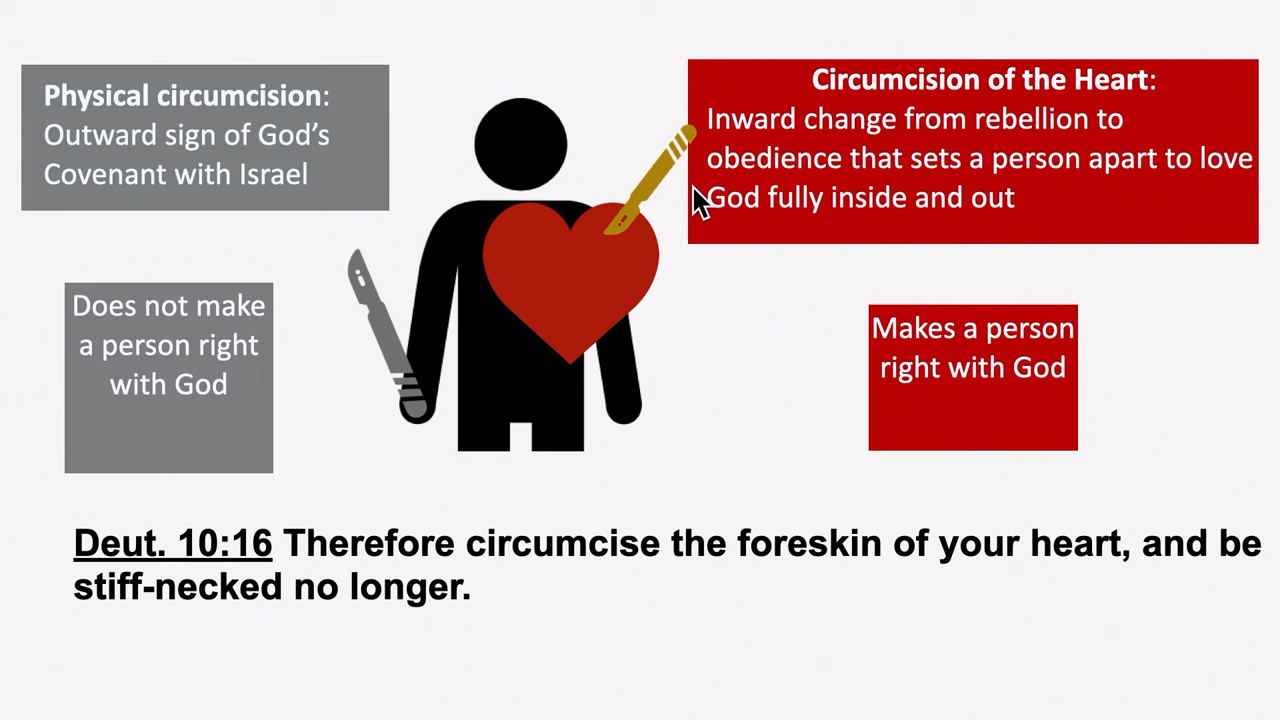 Physical circumcision:
Outward sign of God's
Covenant with Israel
Does not make
a person right
with God
Circumcision of the Heart:
Inward change from rebellion to
obedience that sets a person apart to love
God fully inside and out
Makes a person
right with God
Deut. 10:16 Therefore circumcise the foreskin of your heart, and be
stiff-necked no longer.